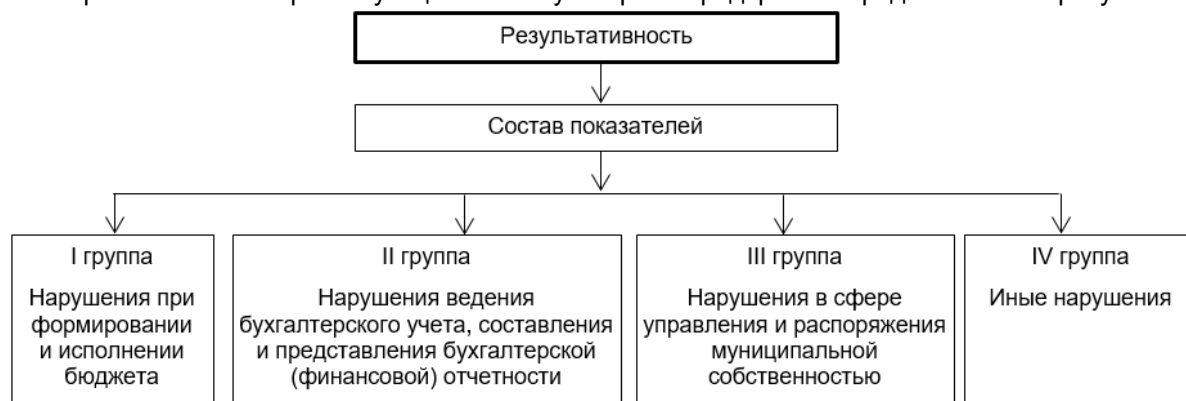 Результативность
Состав показателей
I группа
Нарушения при
формировании
и исполнении
бюджета
II группа
Нарушения ведения
бухгалтерского учета, составления
и представления бухгалтерской
(финансовой) отчетности
III группа
Нарушения в сфере
управления и распоряжения
муниципальной
собственностью
IV группа
Иные нарушения